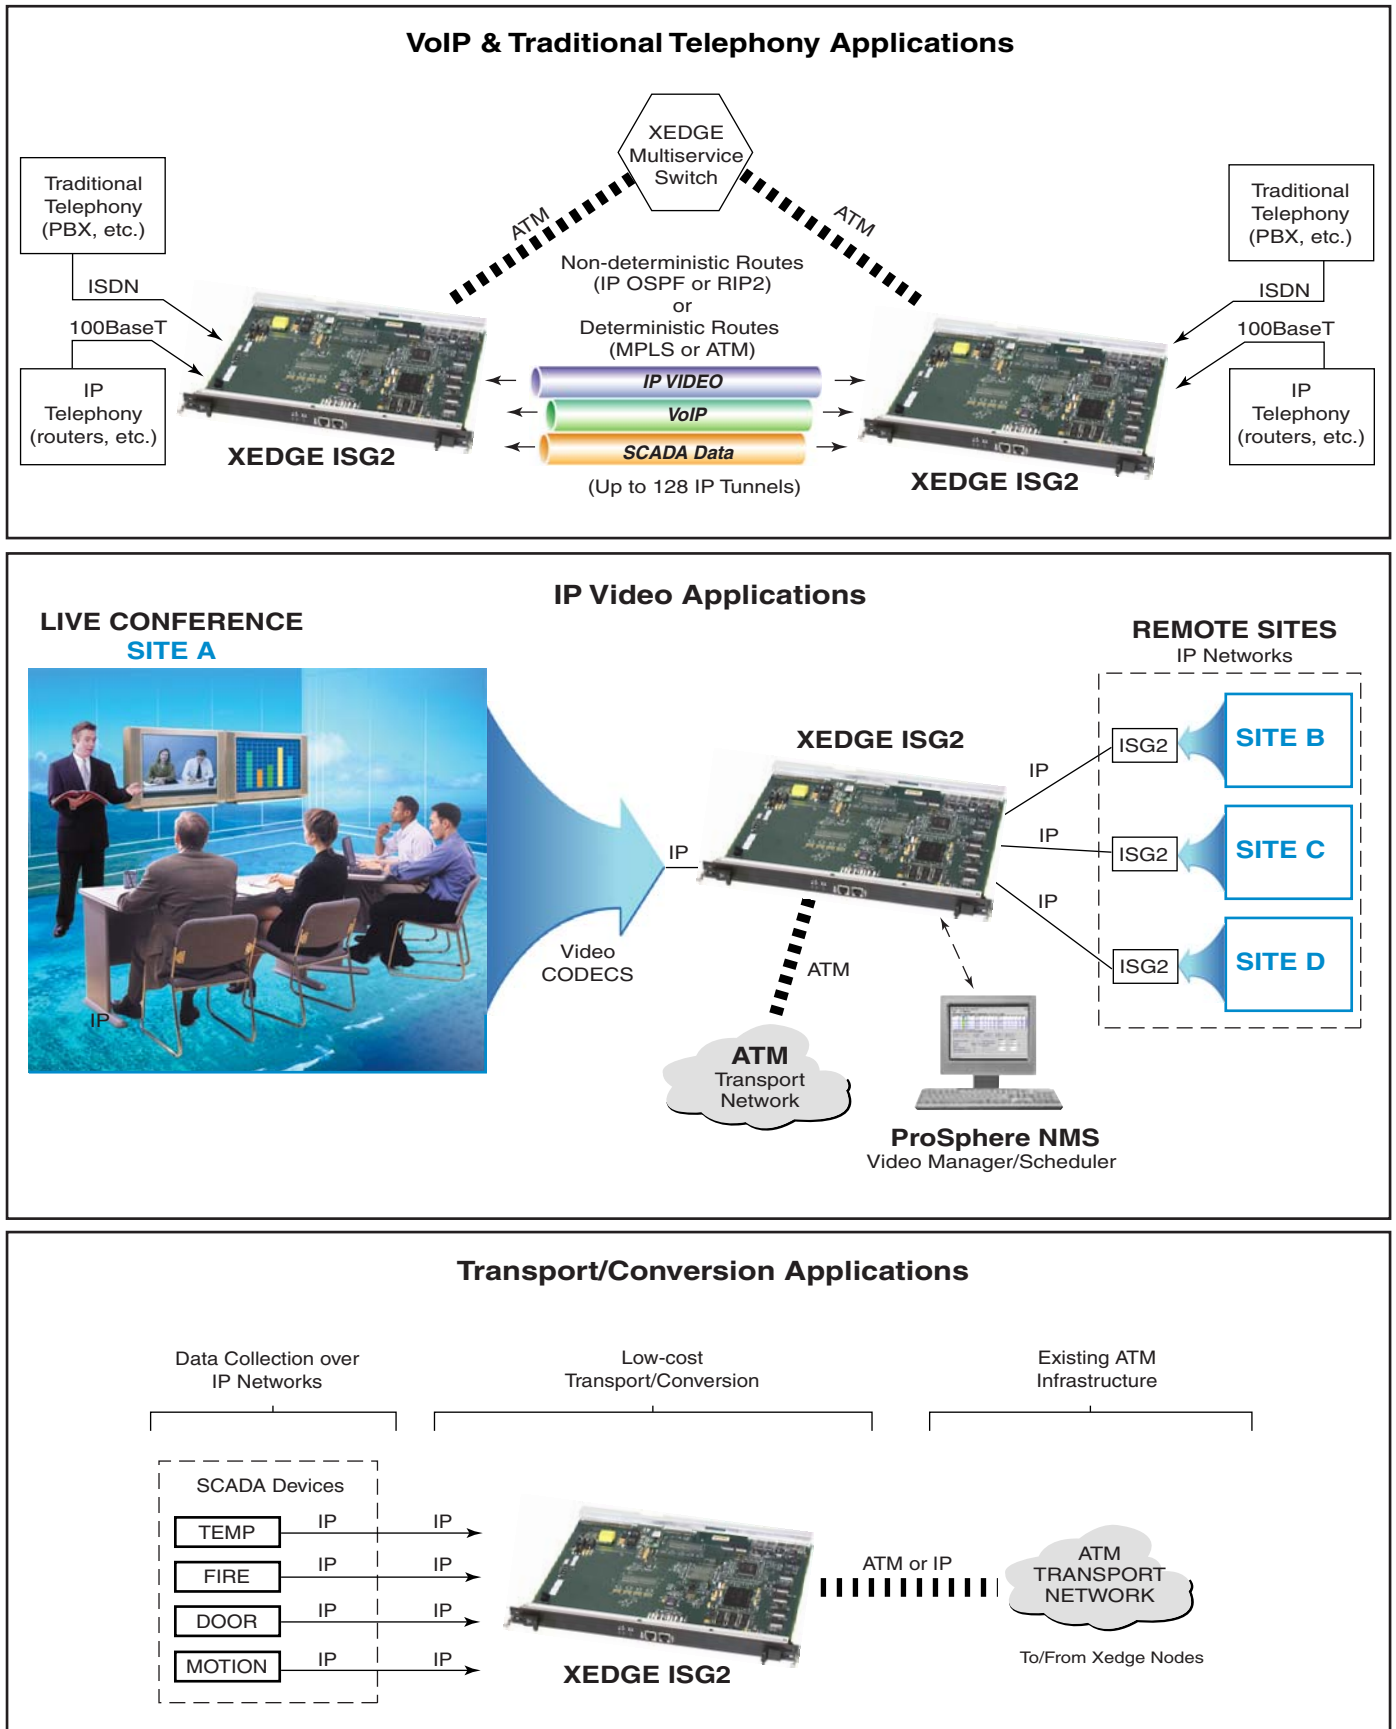 VoIP & Traditional Telephony Applications
XEDGE
Multiservice
Switch
Traditional
Telephony
(PBX, etc.)
Traditional
Telephony
(PBX, etc.)
ATM
ATM
Non-deterministic Routes
(IP OSPF or RIP2)
or
Deterministic Routes
(MPLS or ATM)
ISDN
ISDN
100BaseT
100BaseT
IP
Telephony
(routers, etc.)
IP
Telephony
(routers, etc.)
IP VIDEO
VoIP
SCADA Data
(Up to 128 IP Tunnels)
XEDGE ISG2
XEDGE ISG2
IP Video Applications
LIVE CONFERENCE
SITE A
REMOTE SITES
IP Networks
XEDGE ISG2
IP
IP
IP
IP
ISG2
SITE B
ISG2
SITE C
ISG2
SITE D
Video
CODECS
IP
ATM
ATM
Transport
Network
ProSphere NMS
Video Manager/Scheduler
Transport/Conversion Applications
Data Collection over
IP Networks
Low-cost
Transport/Conversion
Existing ATM
Infrastructure
SCADA Devices
TEMP IP IP
FIRE IP IP
DOOR IP IP
MOTION IP IP
XEDGE ISG2
ATM or IP
ATM
TRANSPORT
NETWORK
To/From Xedge Nodes